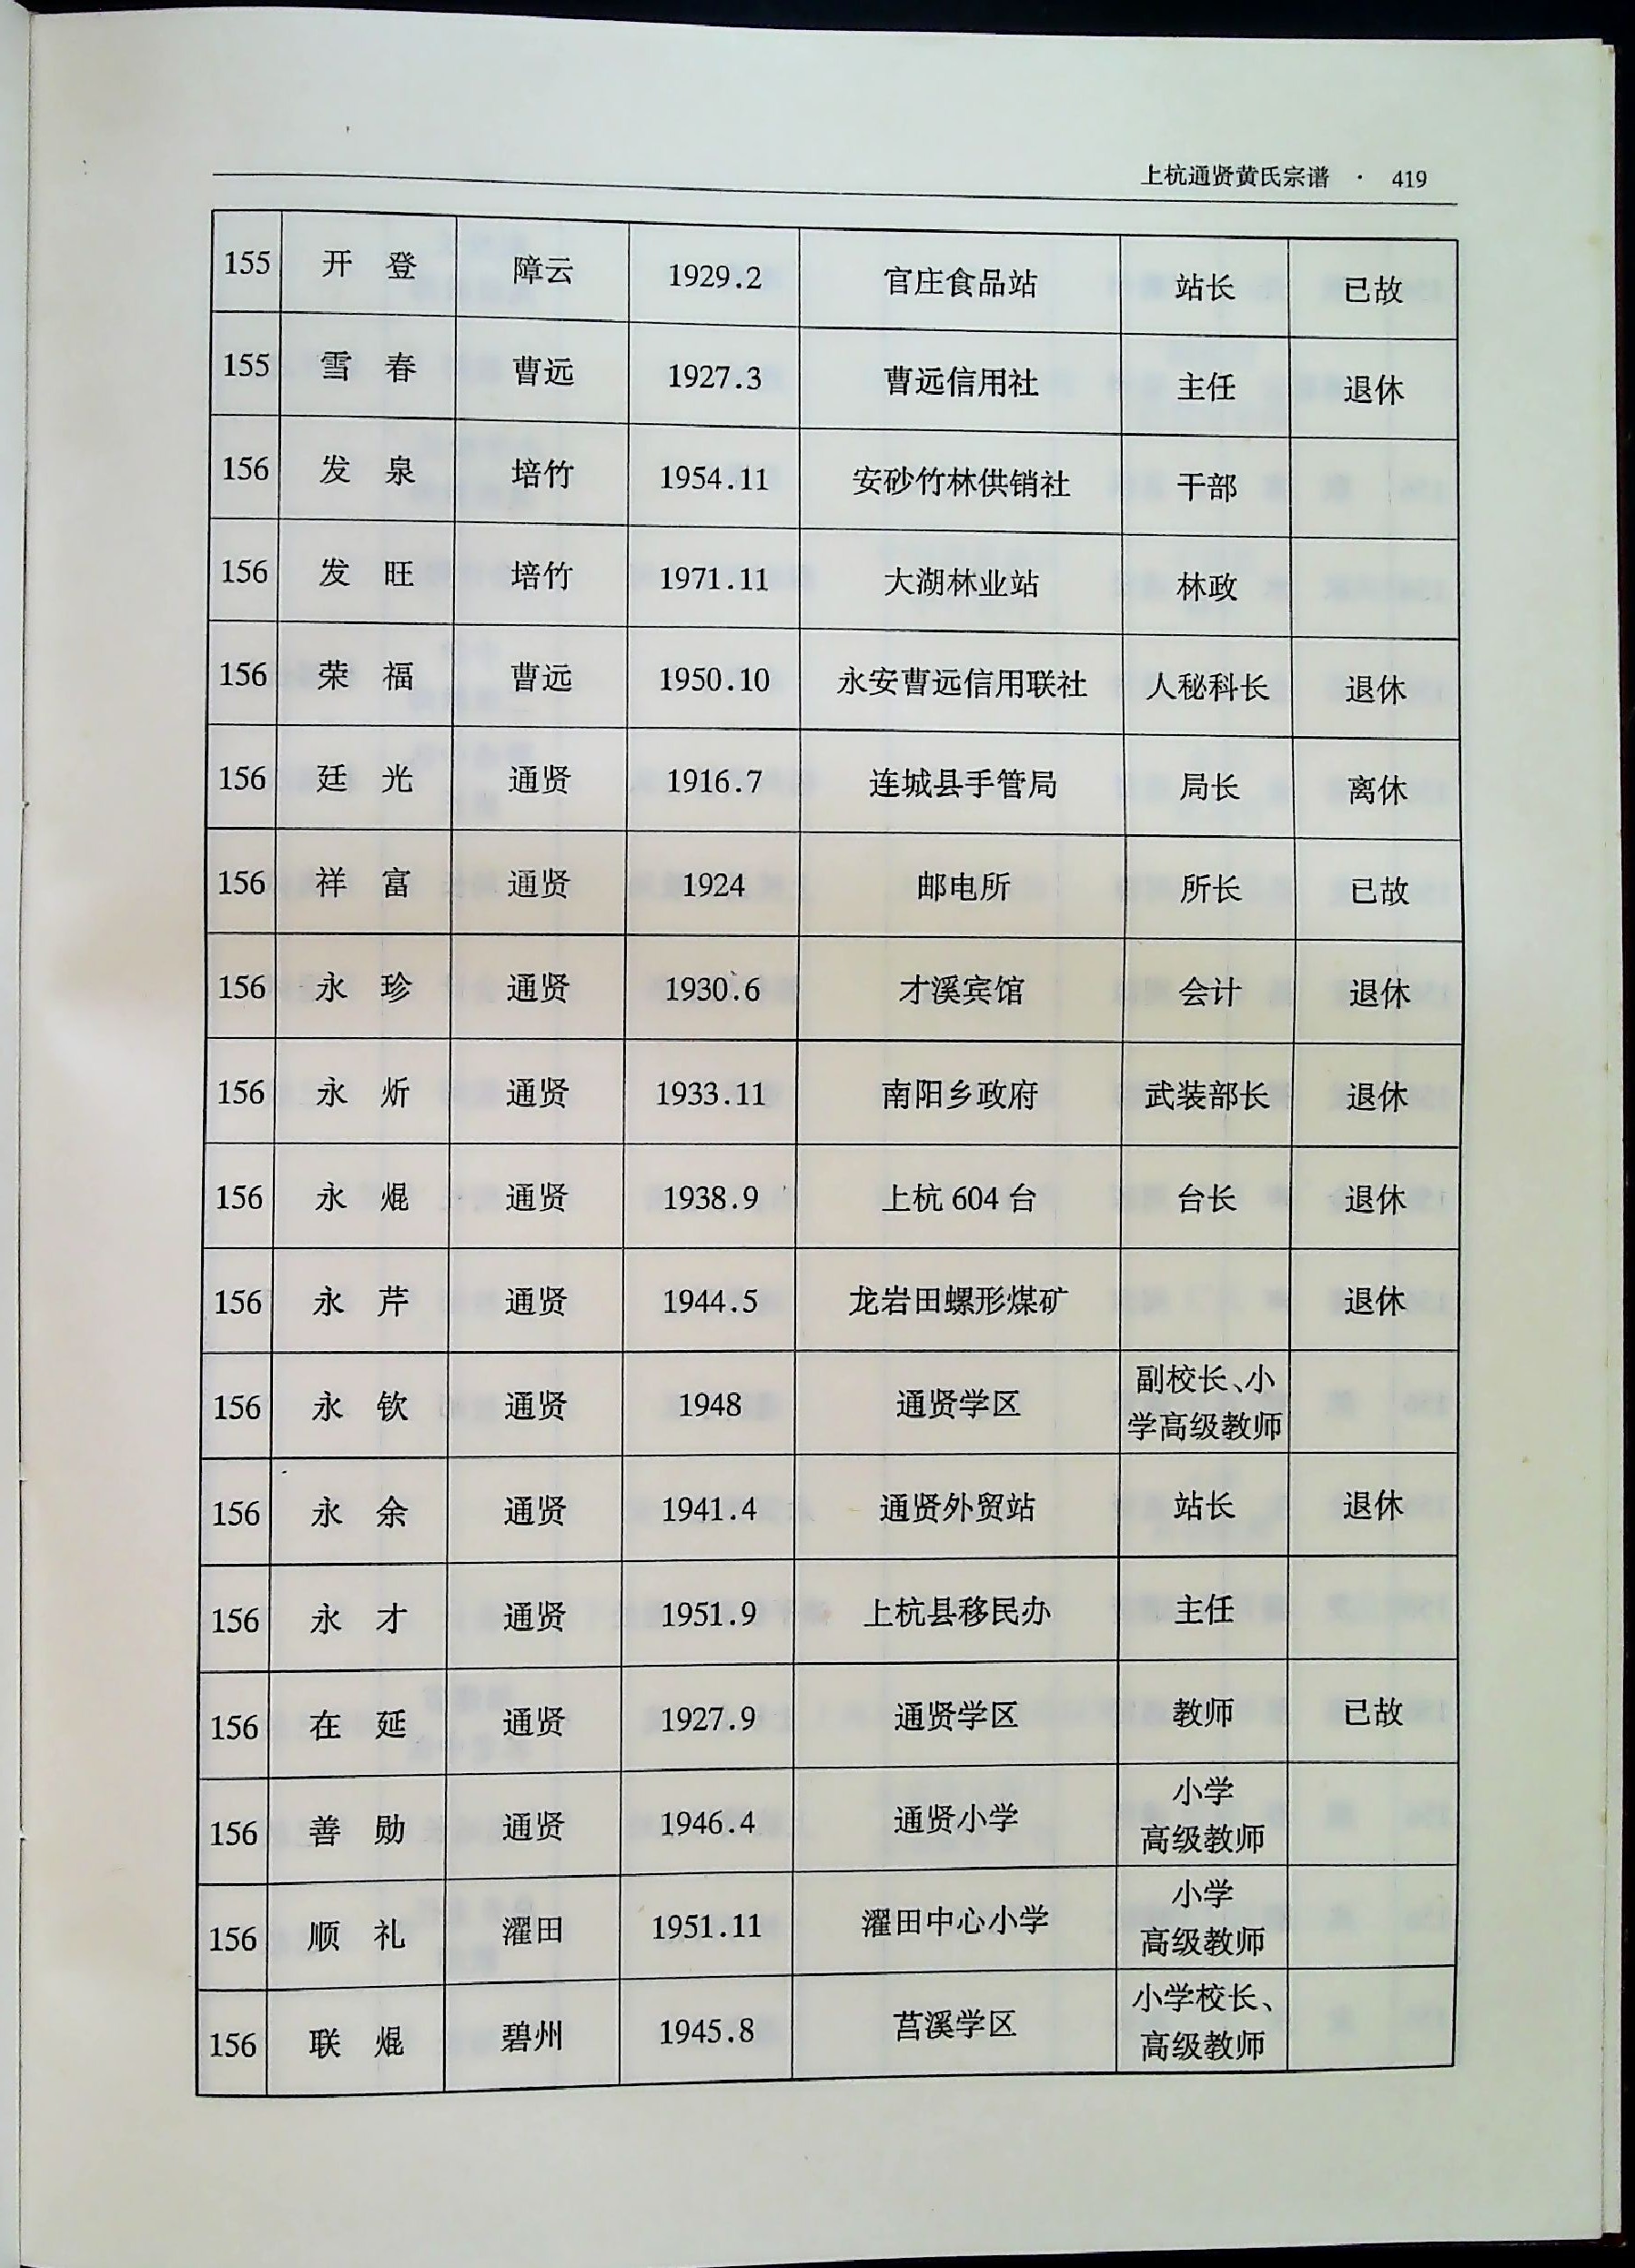 上杭通贤黄氏宗谱 · 419
155 开 登 障云 1929.2 官庄食品站 站长 已故
155 雪 春 曹远 1927.3 曹远信用社 主任 退休
156 发 泉 培竹 1954.11 安砂竹林供销社 干部
156 发 旺 培竹 1971.11 大湖林业站 林政
156 荣 福 曹远 1950.10 永安曹远信用联社 人秘科长 退休
156 廷 光 通贤 1916.7 连城县手管局 局长 离休
156 祥 富 通贤 1924 邮电所 所长 已故
156 永 珍 通贤 1930.6 才溪宾馆 会计 退休
156 永 炘 通贤 1933.11 南阳乡政府 武装部长 退休
156 永 焜 通贤 1938.9 上杭604台 台长 退休
156 永 芹 通贤 1944.5 龙岩田螺形煤矿 退休
156 永 钦 通贤 1948 通贤学区 副校长、小
学高级教师
156 永 余 通贤 1941.4 通贤外贸站 站长 退休
156 永 才 通贤 1951.9 上杭县移民办 主任
156 在 延 通贤 1927.9 通贤学区 教师 已故
156 善 勋 通贤 1946.4 通贤小学 小学
高级教师
156 顺 礼 濯田 1951.11 濯田中心小学 小学
高级教师
156 联 焜 碧州 1945.8 莒溪学区 小学校长、
高级教师